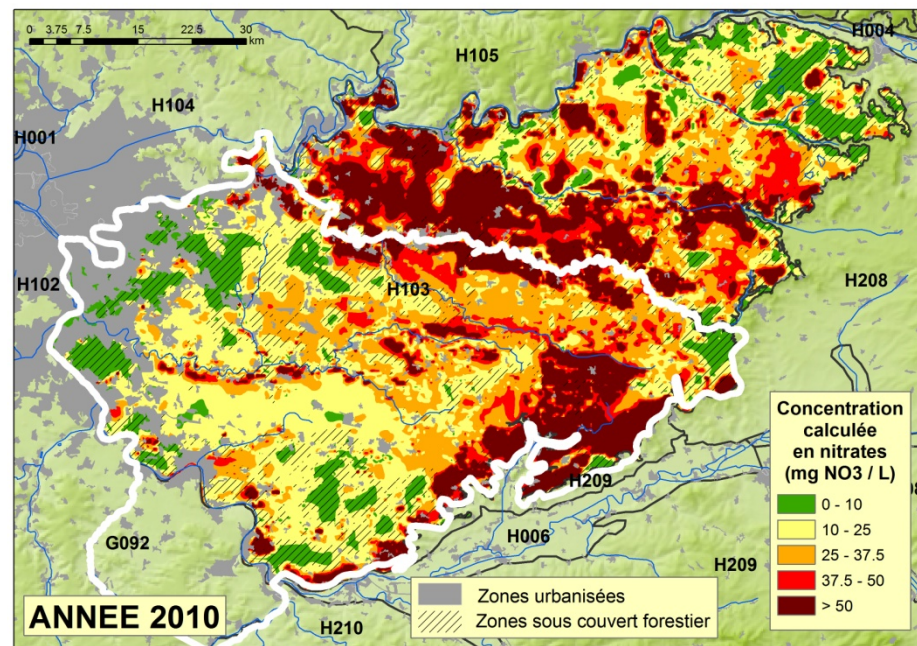 0 3.75 7.5 15 22.5 30
km
H004
H105
H104
H001
H102
H103
H208
H209
H006
G092
H209
H210
Concentration
calculée
en nitrates
(mg NO3 / L)
0 - 10
10 - 25
25 - 37.5
37.5 - 50
> 50
Zones urbanisées
Zones sous couvert forestier
ANNEE 2010